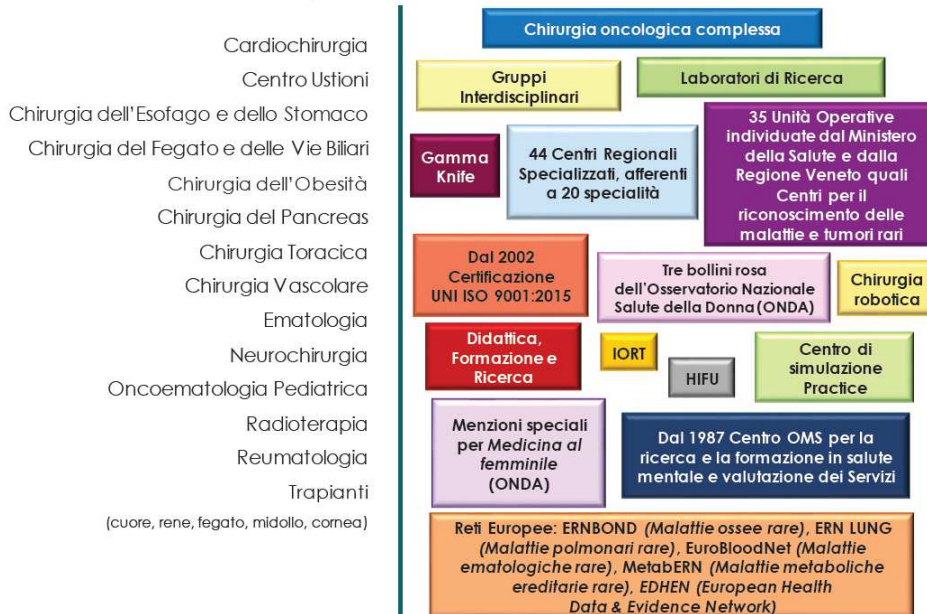 Cardiochirurgia
Centro Ustioni
Chirurgia dell'Esofago e dello Stomaco
Chirurgia del Fegato e delle Vie Biliari
Chirurgia dell'Obesità
Chirurgia del Pancreas
Chirurgia Toracica
Chirurgia Vascolare
Ematologia
Neurochirurgia
Oncoematologia Pediatrica
Radioterapia
Reumatologia
Trapianti
(cuore, rene, fegato, midollo, cornea)
Chirurgia oncologica complessa
Gruppi
Interdisciplinari
Laboratori di Ricerca
Gamma
Knife
44 Centri Regionali
Specializzati, afferenti
a 20 specialità
35 Unità Operative
individuate dal Ministero
della Salute e dalla
Regione Veneto quali
Centri per il
riconoscimento delle
malattie e tumori rari
Dal 2002
Certificazione
UNI ISO 9001:2015
Tre bollini rosa
dell'Osservatorio Nazionale
Salute della Donna (ONDA)
Chirurgia
robotica
Didattica,
Formazione e
Ricerca
IORT
HIFU
Centro di
simulazione
Practice
Menzioni speciali
per Medicina al
femminile
(ONDA)
Dal 1987 Centro OMS per la
ricerca e la formazione in salute
mentale e valutazione dei Servizi
Reti Europee: ERNBOND (Malattie ossee rare), ERN LUNG
(Malattie polmonari rare), EuroBloodNet (Malattie
ematologiche rare), MetabERN (Malattie metaboliche
ereditarie rare), EDHEN (European Health
Data & Evidence Network)